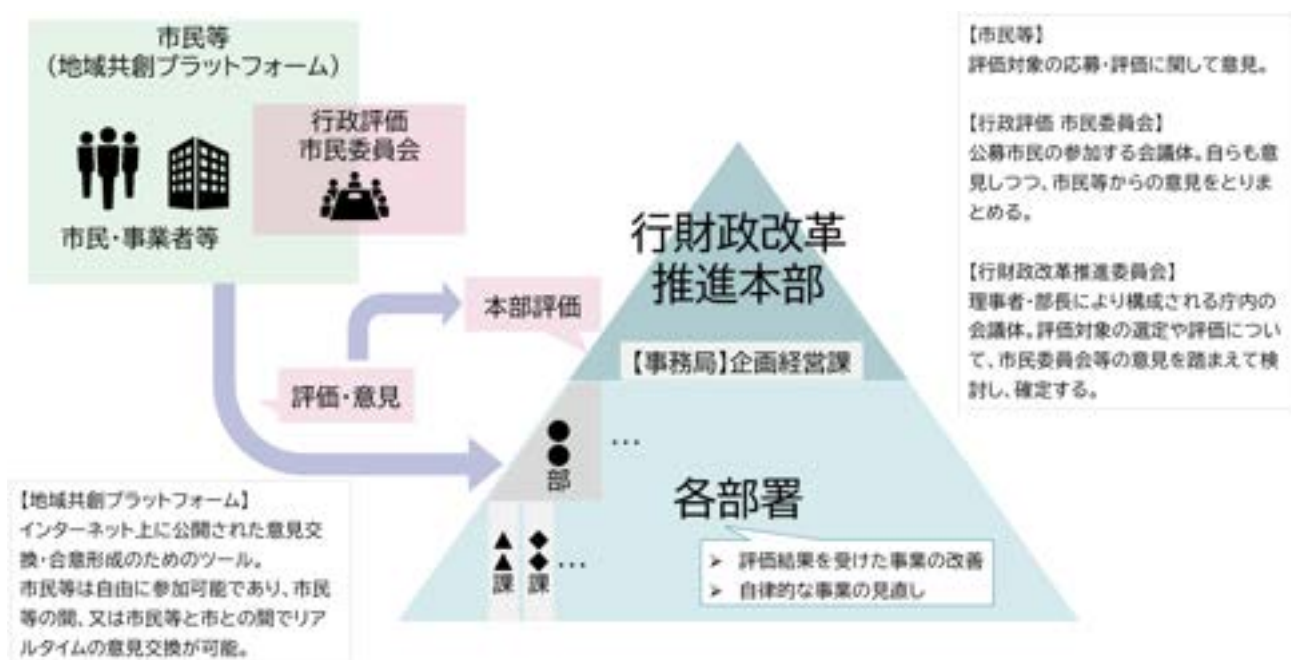 市民等
（地域共創プラットフォーム）
行政評価
市民委員会
市民・事業者等
本部評価
評価・意見
行財政改革
推進本部
【事務局】企画経営課
●
●
部
…
▲
▲
課
◆
◆
課
…
各部署
➢ 評価結果を受けた事業の改善
➢ 自律的な事業の見直し
【市民等】
評価対象の応募・評価に関して意見。
【行政評価 市民委員会】
公募市民の参加する会議体。自らも意
見しつつ、市民等からの意見をとりま
とめる。
【行財政改革推進委員会】
理事者・部長により構成される庁内の
会議体。評価対象の選定や評価につい
て、市民委員会等の意見を踏まえて検
討し、確定する。
【地域共創プラットフォーム】
インターネット上に公開された意見交
換・合意形成のためのツール。
市民等は自由に参加可能であり、市民
等の間、又は市民等と市との間でリア
ルタイムの意見交換が可能。